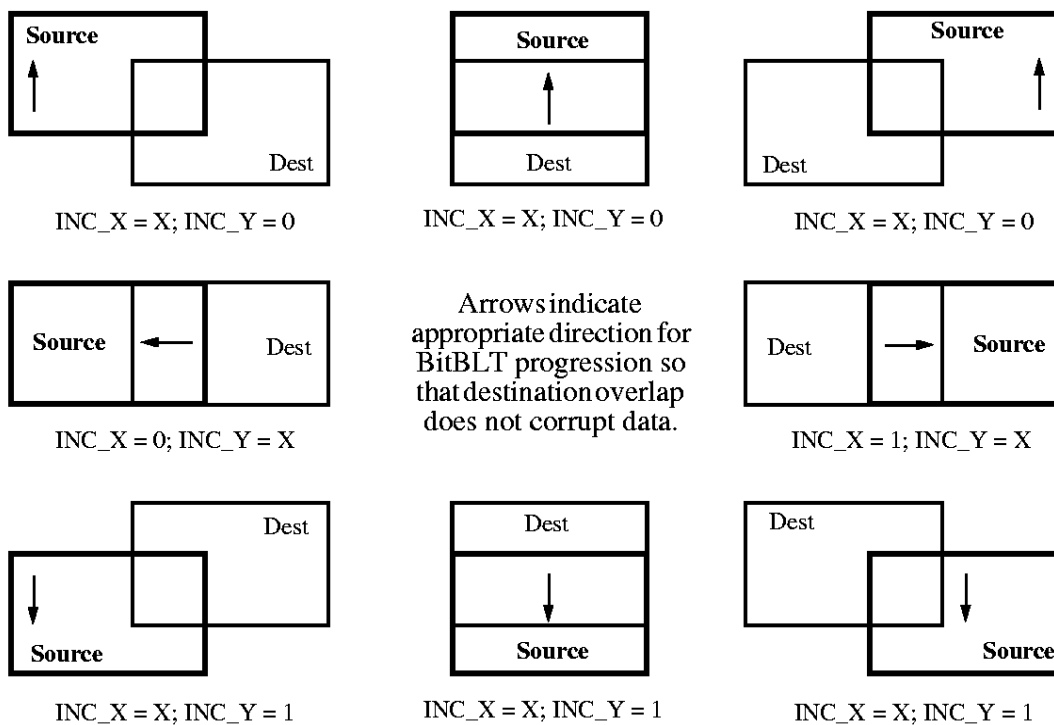 Source
Dest
INC_X = X; INC_Y = 0
Source
Dest
INC_X = X; INC_Y = 0
Source
Dest
INC_X = X; INC_Y = 0
Source
Dest
INC_X = 0; INC_Y = X
Arrows indicate
appropriate direction for
BitBLT progression so
that destination overlap
does not corrupt data.
Dest
Source
INC_X = 1; INC_Y = X
Dest
Source
INC_X = X; INC_Y = 1
Dest
Source
INC_X = X; INC_Y = 1
Dest
Source
INC_X = X; INC_Y = 1